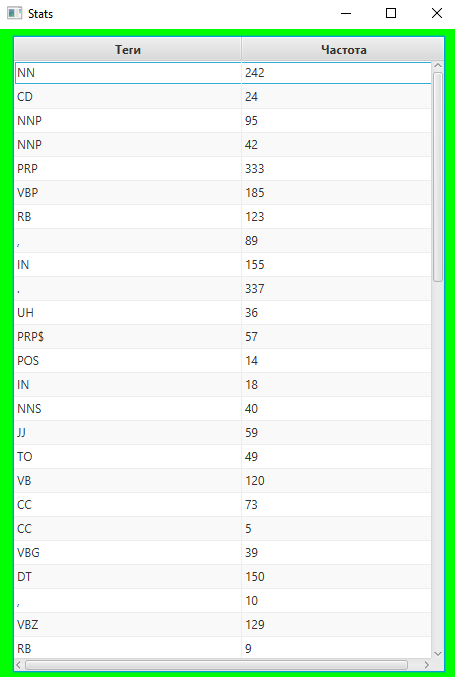 Stats
Теги Частота
NN 242
CD 24
NNP 95
NNP 42
PRP 333
VBP 185
RB 123
, 89
IN 155
. 337
UH 36
PRP$ 57
POS 14
IN 18
NNS 40
JJ 59
TO 49
VB 120
CC 73
CC 5
VBG 39
DT 150
, 10
VBZ 129
RB 9